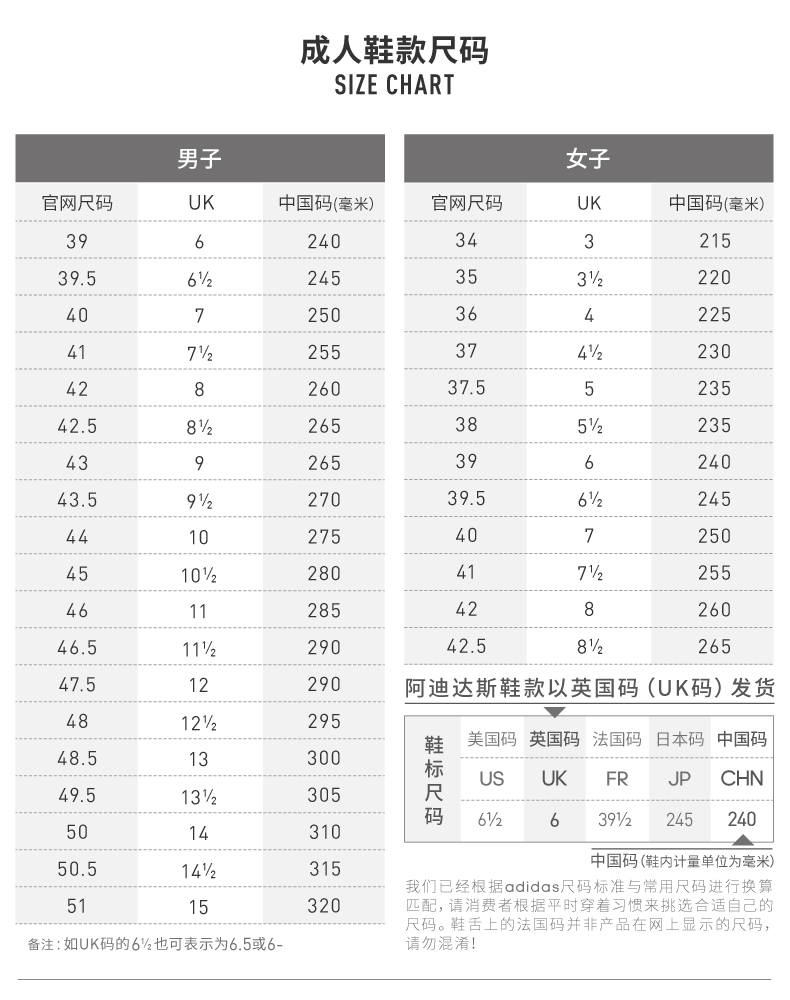 成人鞋款尺码
SIZE CHART
男子
官网尺码 UK 中国码(毫米)
39 6 240
39.5 6½ 245
40 7 250
41 7½ 255
42 8 260
42.5 8½ 265
43 9 265
43.5 9½ 270
44 10 275
45 10½ 280
46 11 285
46.5 11½ 290
47.5 12 290
48 12½ 295
48.5 13 300
49.5 13½ 305
50 14 310
50.5 14½ 315
51 15 320
备注：如UK码的6½也可表示为6.5或6-
女子
官网尺码 UK 中国码(毫米)
34 3 215
35 3½ 220
36 4 225
37 4½ 230
37.5 5 235
38 5½ 235
39 6 240
39.5 6½ 245
40 7 250
41 7½ 255
42 8 260
42.5 8½ 265
阿迪达斯鞋款以英国码（UK码）发货
鞋标尺码
美国码 英国码 法国码 日本码 中国码
US UK FR JP CHN
6½ 6 39½ 245 240
中国码（鞋内计量单位为毫米）
我们已经根据adidas尺码标准与常用尺码进行换算
匹配，请消费者根据平时穿着习惯来挑选合适自己的
尺码。鞋舌上的法国码并非产品在网上显示的尺码，
请勿混淆！